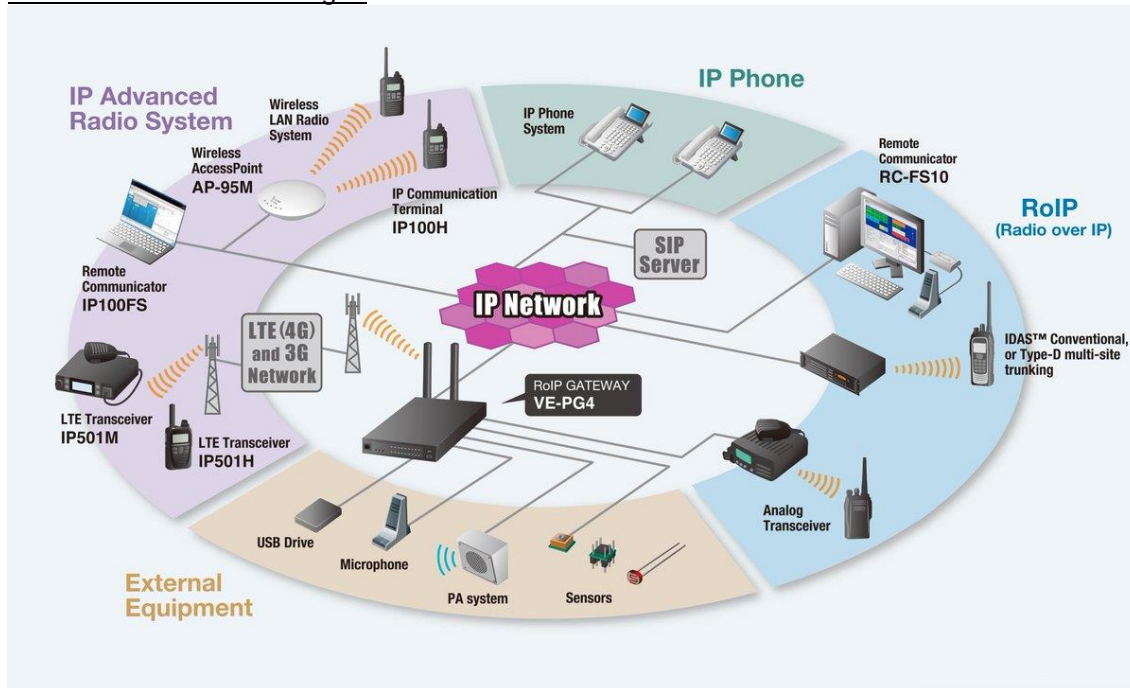 IP Advanced
Radio System
Wireless
LAN Radio
System
Wireless
AccessPoint
AP-95M
IP Communication
Terminal
IP100H
Remote
Communicator
IP100FS
LTE (4G)
and 3G
Network
LTE Transceiver
IP501M
LTE Transceiver
IP501H
IP Phone
IP Phone
System
SIP
Server
IP Network
Remote
Communicator
RC-FS10
RoIP
(Radio over IP)
IDAS™ Conventional,
or Type-D multi-site
trunking
RoIP GATEWAY
VE-PG4
Analog
Transceiver
External
Equipment
USB Drive
Microphone
PA system
Sensors